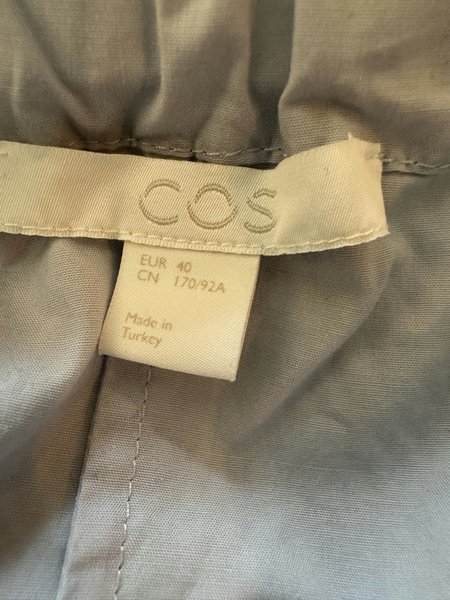 COS
EUR 40
CN 170/92A
Made in
Turkey